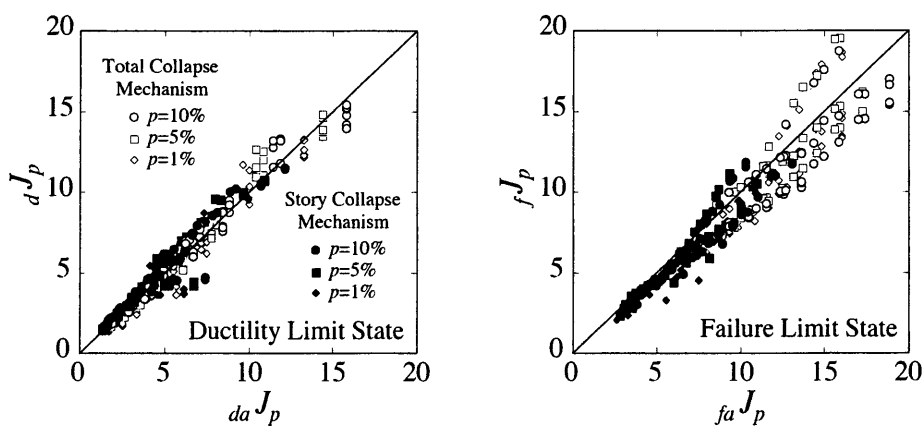 20
15
10
5
0
0
5
10
15
20
dJp
daJp
Total Collapse
Mechanism
p=10%
p=5%
p=1%
Story Collapse
Mechanism
p=10%
p=5%
p=1%
Ductility Limit State
20
15
10
5
0
0
5
10
15
20
fJp
faJp
Failure Limit State